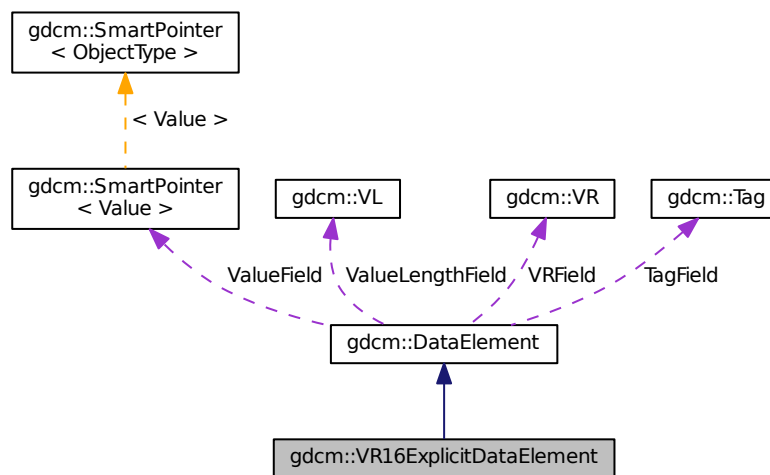 gdcm::SmartPointer
< ObjectType >
< Value >
gdcm::SmartPointer
< Value >
gdcm::VL
gdcm::VR
gdcm::Tag
ValueField
ValueLengthField
VRField
TagField
gdcm::DataElement
gdcm::VR16ExplicitDataElement